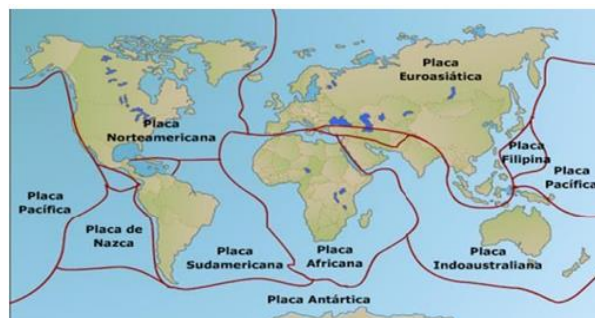 Placa
Euroasiática
Placa
Norteamericana
Placa
Filipina
Placa
Pacífica
Placa
Pacífica
Placa de
Nazca
Placa
Sudamericana
Placa
Africana
Placa
Indoaustraliana
Placa Antártica